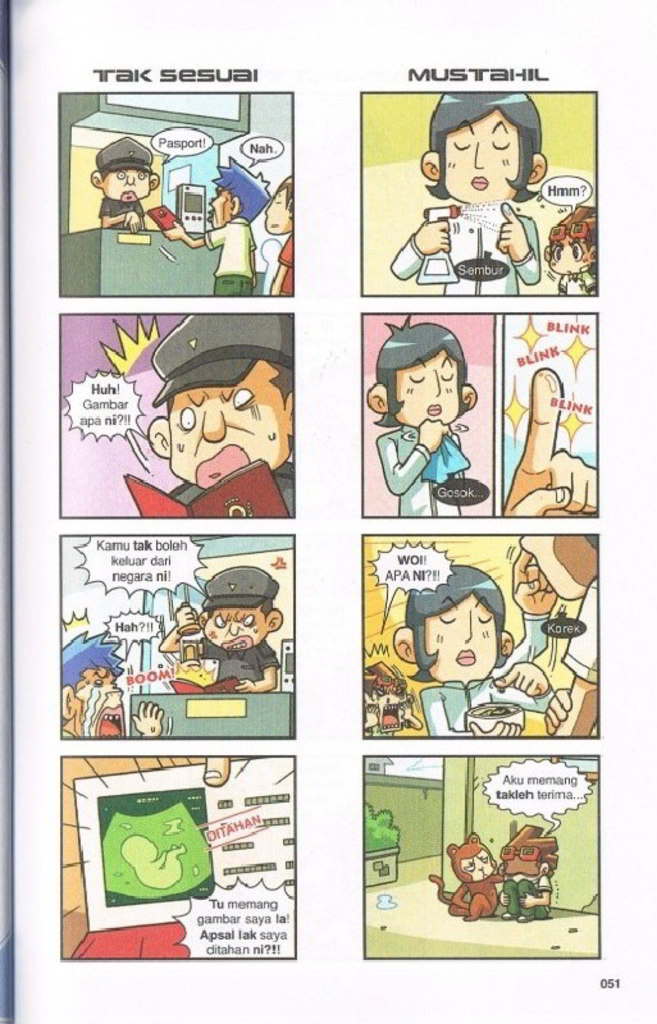 TAK SESUAI
Pasport!
Nah.
Huh!
Gambar
apa ni?!!
Kamu tak boleh
keluar dari
negara ni!
Hah?!!
BOOM!
DITAHAN
Tu memang
gambar saya la!
Apsal lak saya
ditahan ni?!!
MUSTAHIL
Hmm?
Sembur
BLINK
BLINK
BLINK
Gosok...
WOI!
APA NI?!!
Korek
Aku memang
takleh terima...
051